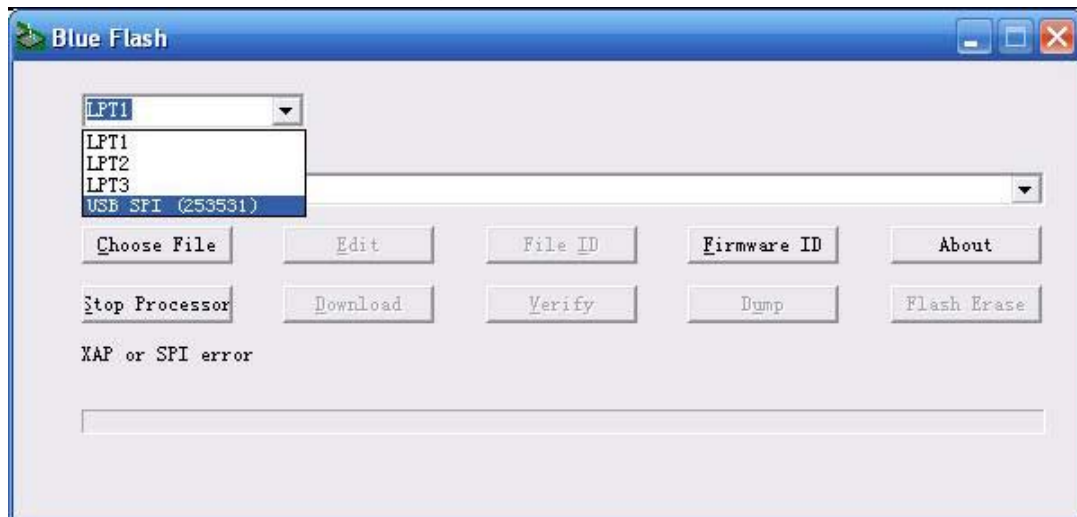 Blue Flash
LPT1
LPT1
LPT2
LPT3
USB SPI (253531)
Choose File Edit File ID Firmware ID About
Stop Processor Download Verify Dump Flash Erase
XAP or SPI error